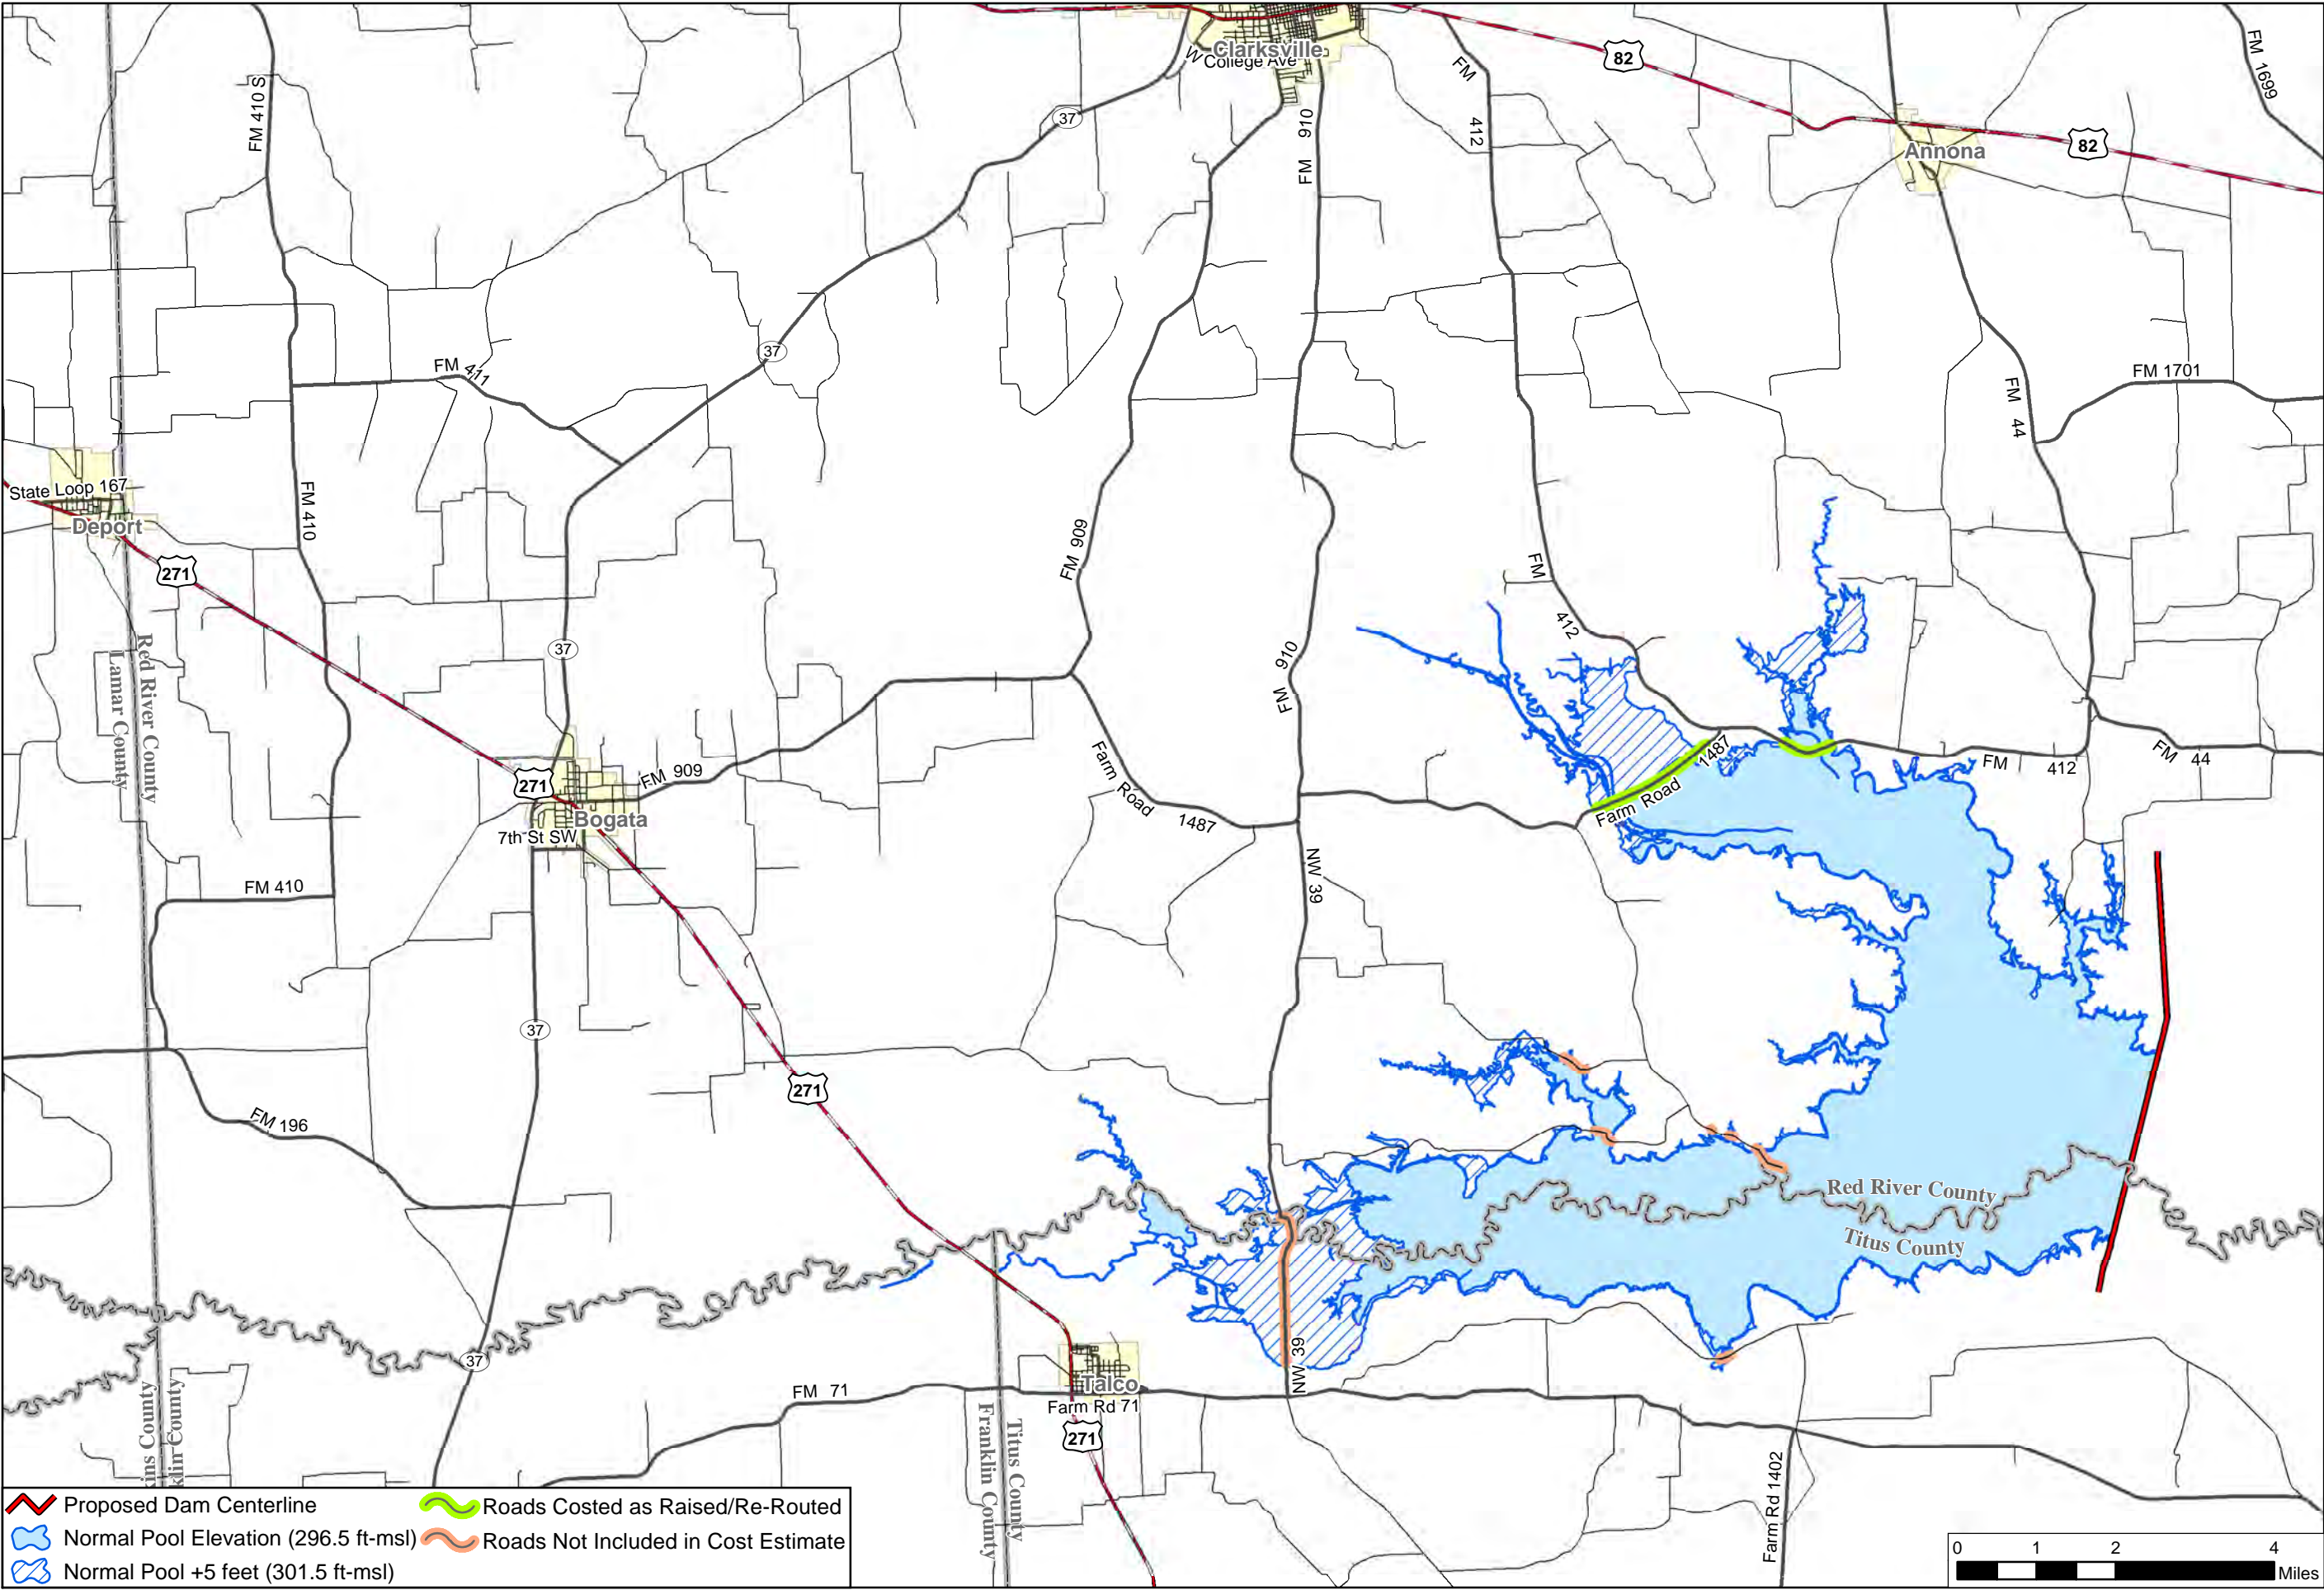 Clarksville
W College Ave
82
FM 1699
FM 410 S
37
FM 910
FM 412
Annona
82
37
FM 411
FM 1701
FM 44
State Loop 167
Deport
FM 410
FM 909
271
FM 412
37
Red River County
Lamar County
FM 910
271
FM 909
Bogata
7th St SW
Farm Road 1487
Farm Road 1487
FM 412
FM 44
FM 410
NW 39
37
271
FM 196
Red River County
Titus County
37
NW 39
Talco
FM 71
Farm Rd 71
271
kins County
klin County
Franklin County
Titus County
Farm Rd 1402
Proposed Dam Centerline
Normal Pool Elevation (296.5 ft-msl)
Normal Pool +5 feet (301.5 ft-msl)
Roads Costed as Raised/Re-Routed
Roads Not Included in Cost Estimate
0 1 2 4
Miles